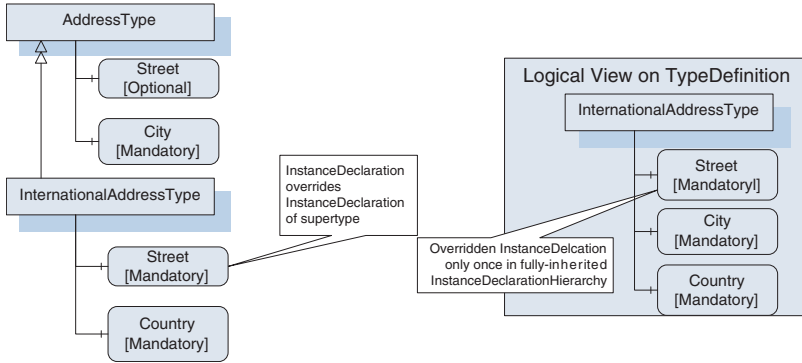 AddressType
Street
[Optional]
City
[Mandatory]
InternationalAddressType
Street
[Mandatory]
Country
[Mandatory]
InstanceDeclaration
overrides
InstanceDeclaration
of supertype
Overridden InstanceDelcation
only once in fully-inherited
InstanceDeclarationHierarchy
Logical View on TypeDefinition
InternationalAddressType
Street
[Mandatoryl]
City
[Mandatory]
Country
[Mandatory]